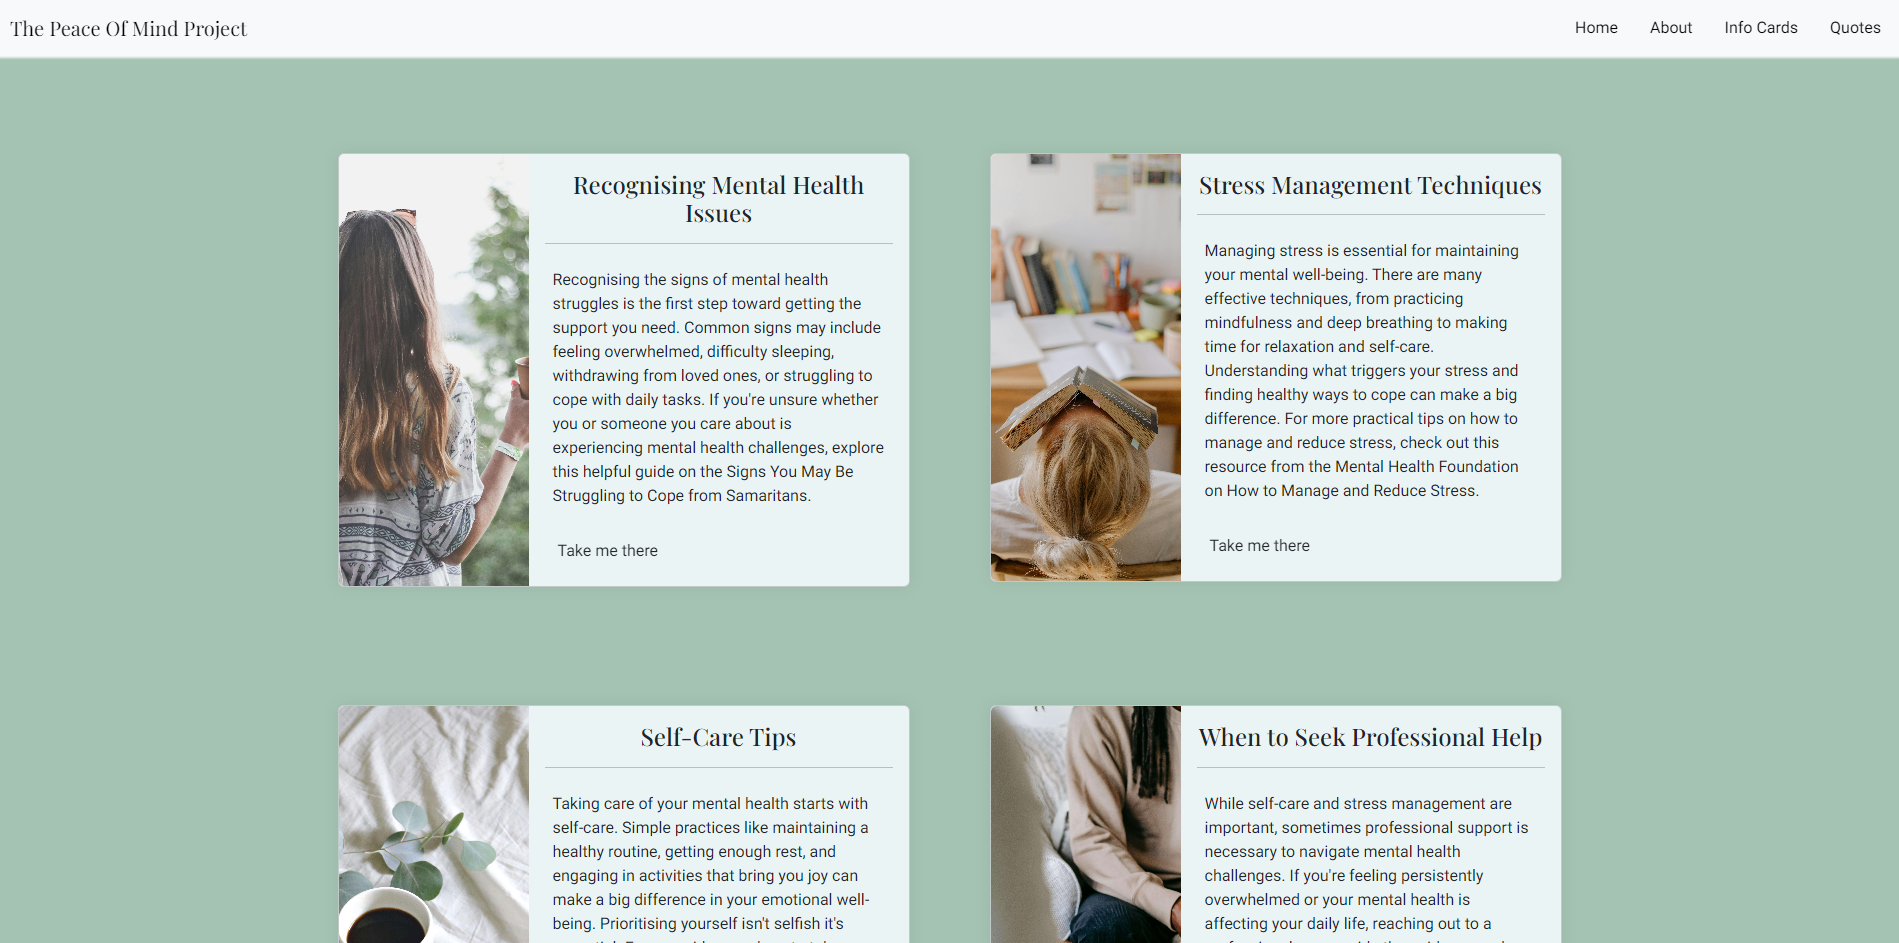 The Peace Of Mind Project
Home
About
Info Cards
Quotes
Recognising Mental Health
Issues
Recognising the signs of mental health
struggles is the first step toward getting the
support you need. Common signs may include
feeling overwhelmed, difficulty sleeping,
withdrawing from loved ones, or struggling to
cope with daily tasks. If you're unsure whether
you or someone you care about is
experiencing mental health challenges, explore
this helpful guide on the Signs You May Be
Struggling to Cope from Samaritans.
Take me there
Stress Management Techniques
Managing stress is essential for maintaining
your mental well-being. There are many
effective techniques, from practicing
mindfulness and deep breathing to making
time for relaxation and self-care.
Understanding what triggers your stress and
finding healthy ways to cope can make a big
difference. For more practical tips on how to
manage and reduce stress, check out this
resource from the Mental Health Foundation
on How to Manage and Reduce Stress.
Take me there
Self-Care Tips
Taking care of your mental health starts with
self-care. Simple practices like maintaining a
healthy routine, getting enough rest, and
engaging in activities that bring you joy can
make a big difference in your emotional well-
being. Prioritising yourself isn't selfish it's
When to Seek Professional Help
While self-care and stress management are
important, sometimes professional support is
necessary to navigate mental health
challenges. If you're feeling persistently
overwhelmed or your mental health is
affecting your daily life, reaching out to a